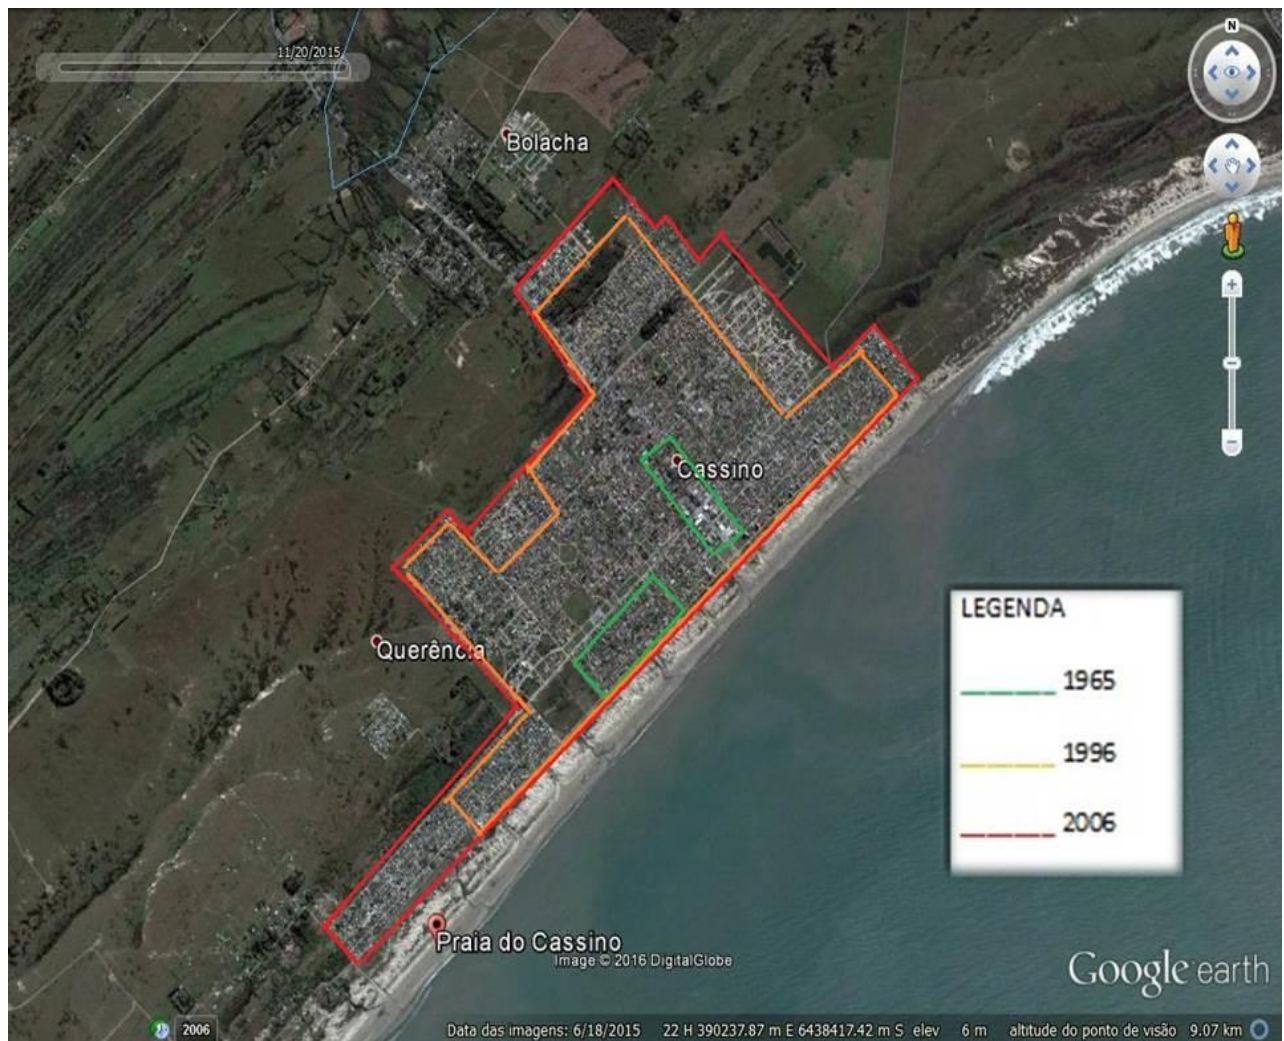 11/20/2015
N
Bolacha
Cassino
Querência
LEGENDA
1965
1996
2006
Praia do Cassino
Image © 2016 DigitalGlobe
Google earth
2006
Data das imagens: 6/18/2015 22 H 390237.87 m E 6438417.42 m S elev 6 m altitude do ponto de visão 9.07 km